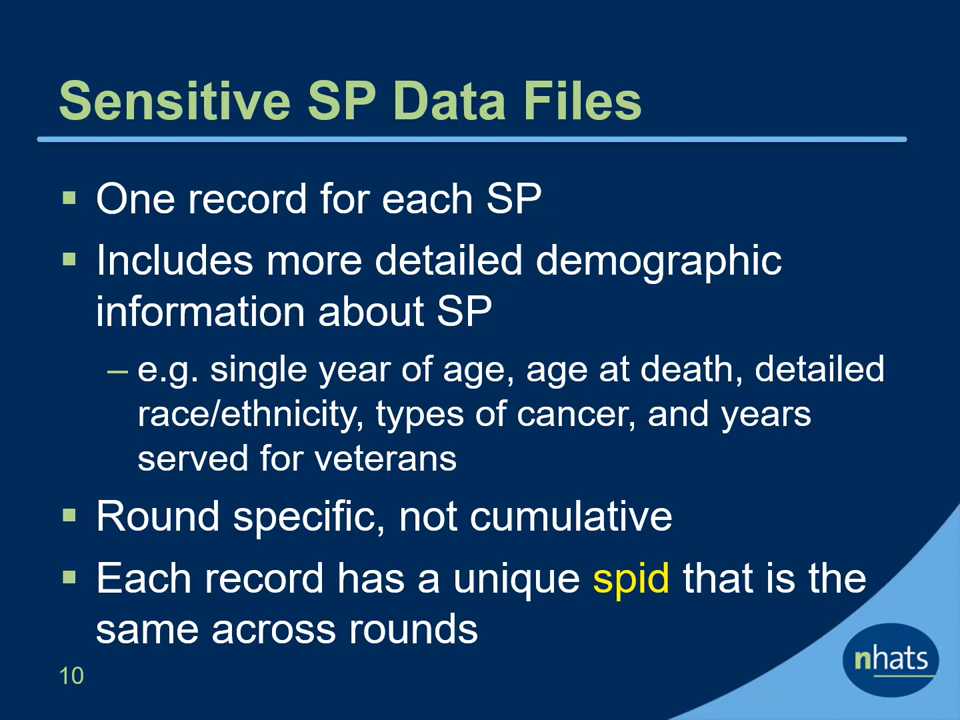 Sensitive SP Data Files
▪ One record for each SP
▪ Includes more detailed demographic
information about SP
– e.g. single year of age, age at death, detailed
race/ethnicity, types of cancer, and years
served for veterans
▪ Round specific, not cumulative
▪ Each record has a unique spid that is the
same across rounds
10
nhats